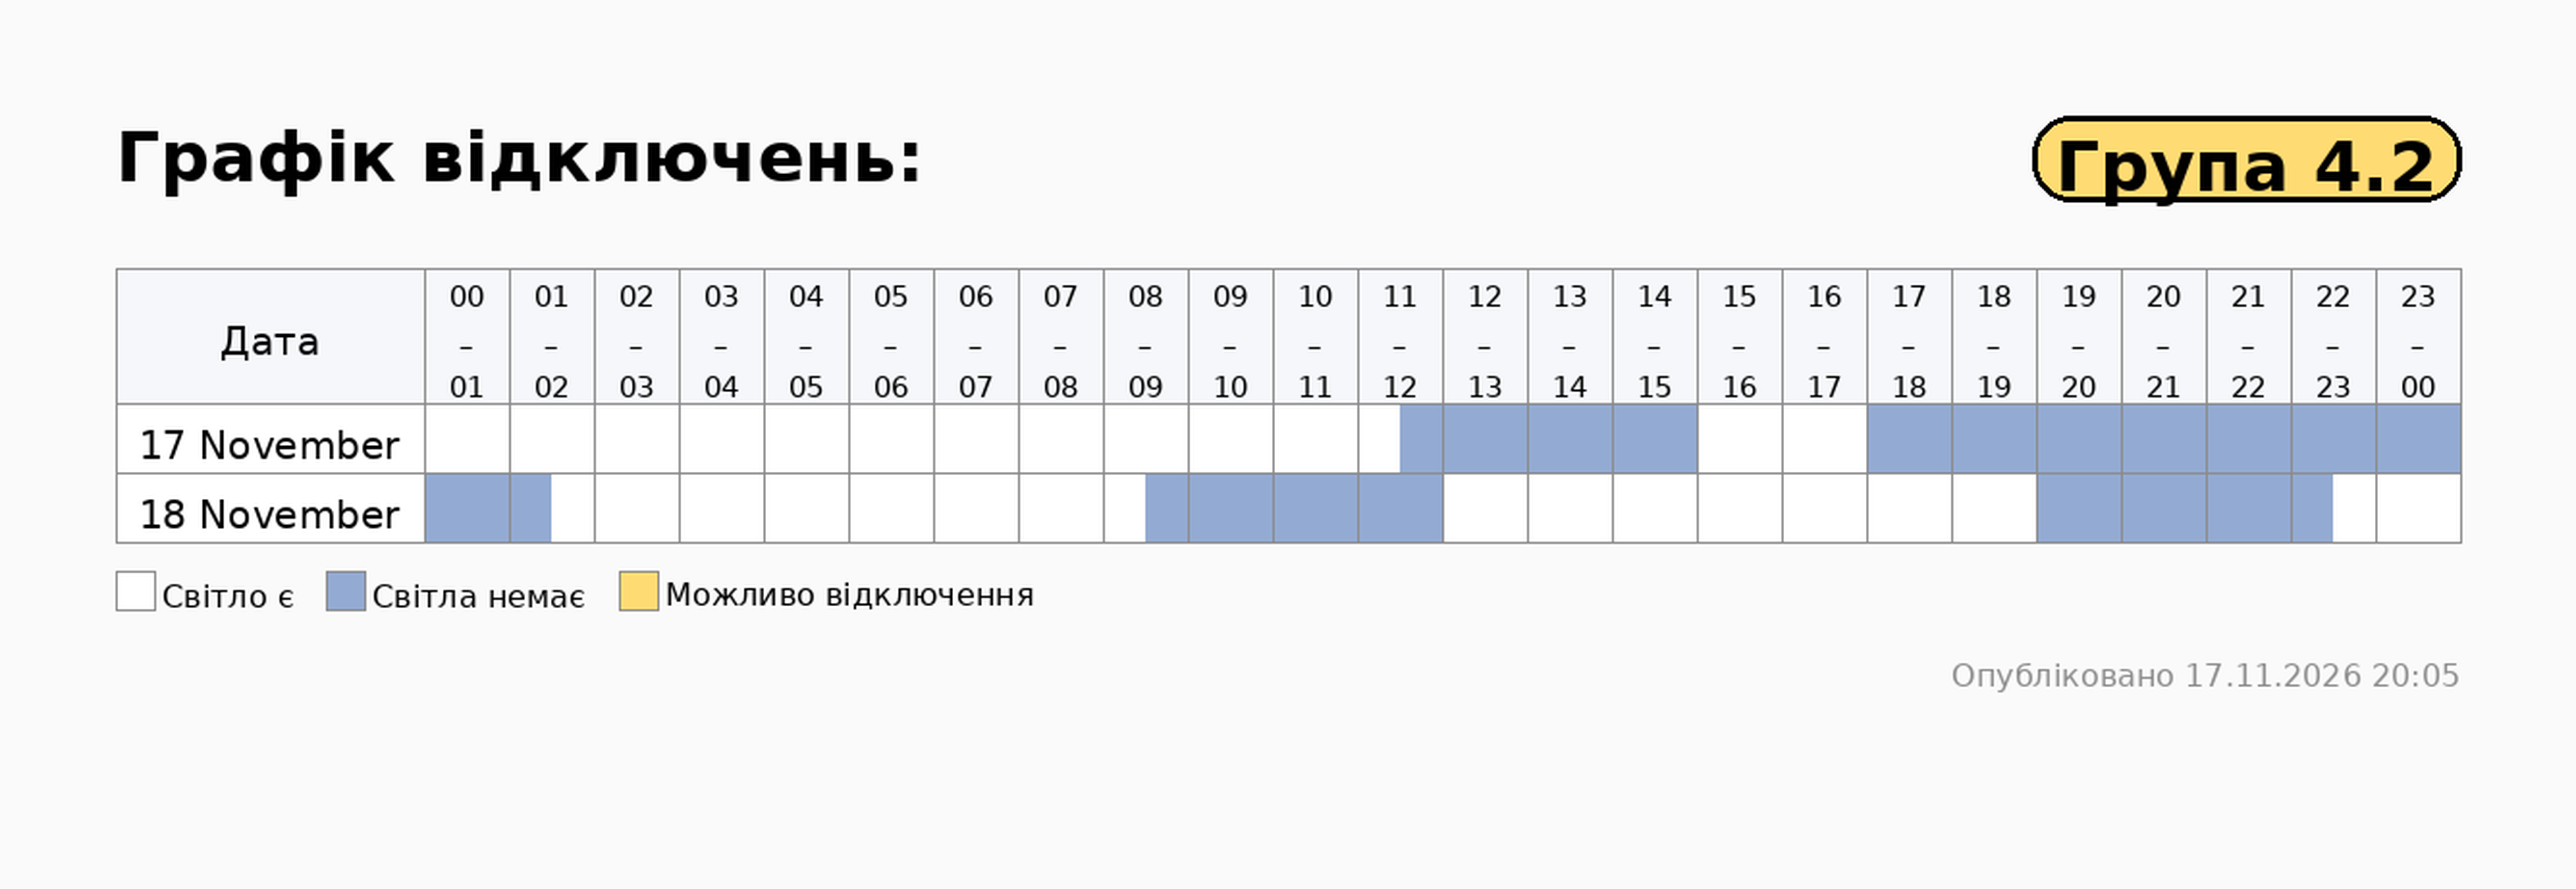 Графік відключень:
Група 4.2
Дата
00 – 01
01 – 02
02 – 03
03 – 04
04 – 05
05 – 06
06 – 07
07 – 08
08 – 09
09 – 10
10 – 11
11 – 12
12 – 13
13 – 14
14 – 15
15 – 16
16 – 17
17 – 18
18 – 19
19 – 20
20 – 21
21 – 22
22 – 23
23 – 00
17 November
18 November
Світло є
Світла немає
Можливо відключення
Опубліковано 17.11.2026 20:05